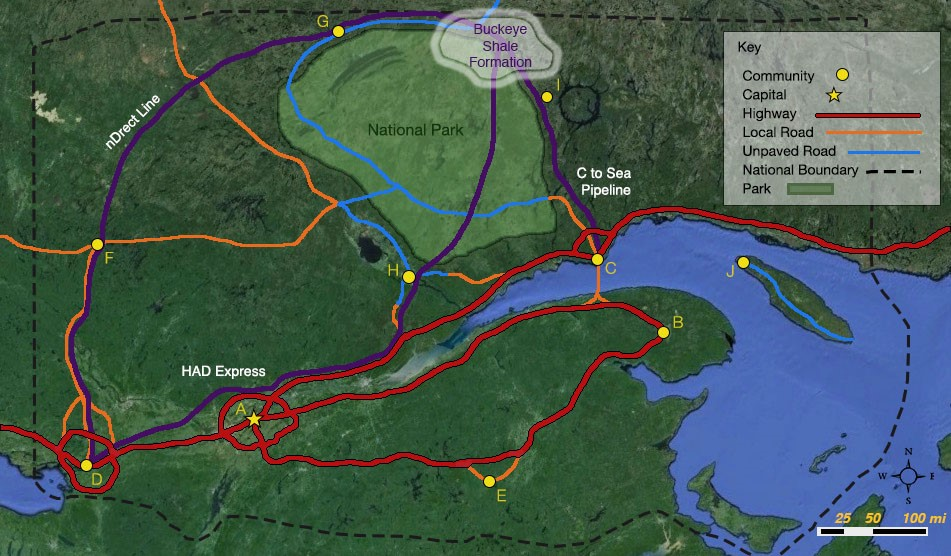 G
Buckeye
Shale
Formation
I
nDrect Line
National Park
C to Sea
Pipeline
F
H
C
J
B
HAD Express
A
D
E
Key
Community
Capital
Highway
Local Road
Unpaved Road
National Boundary
Park
N
W
E
S
25 50 100 mi